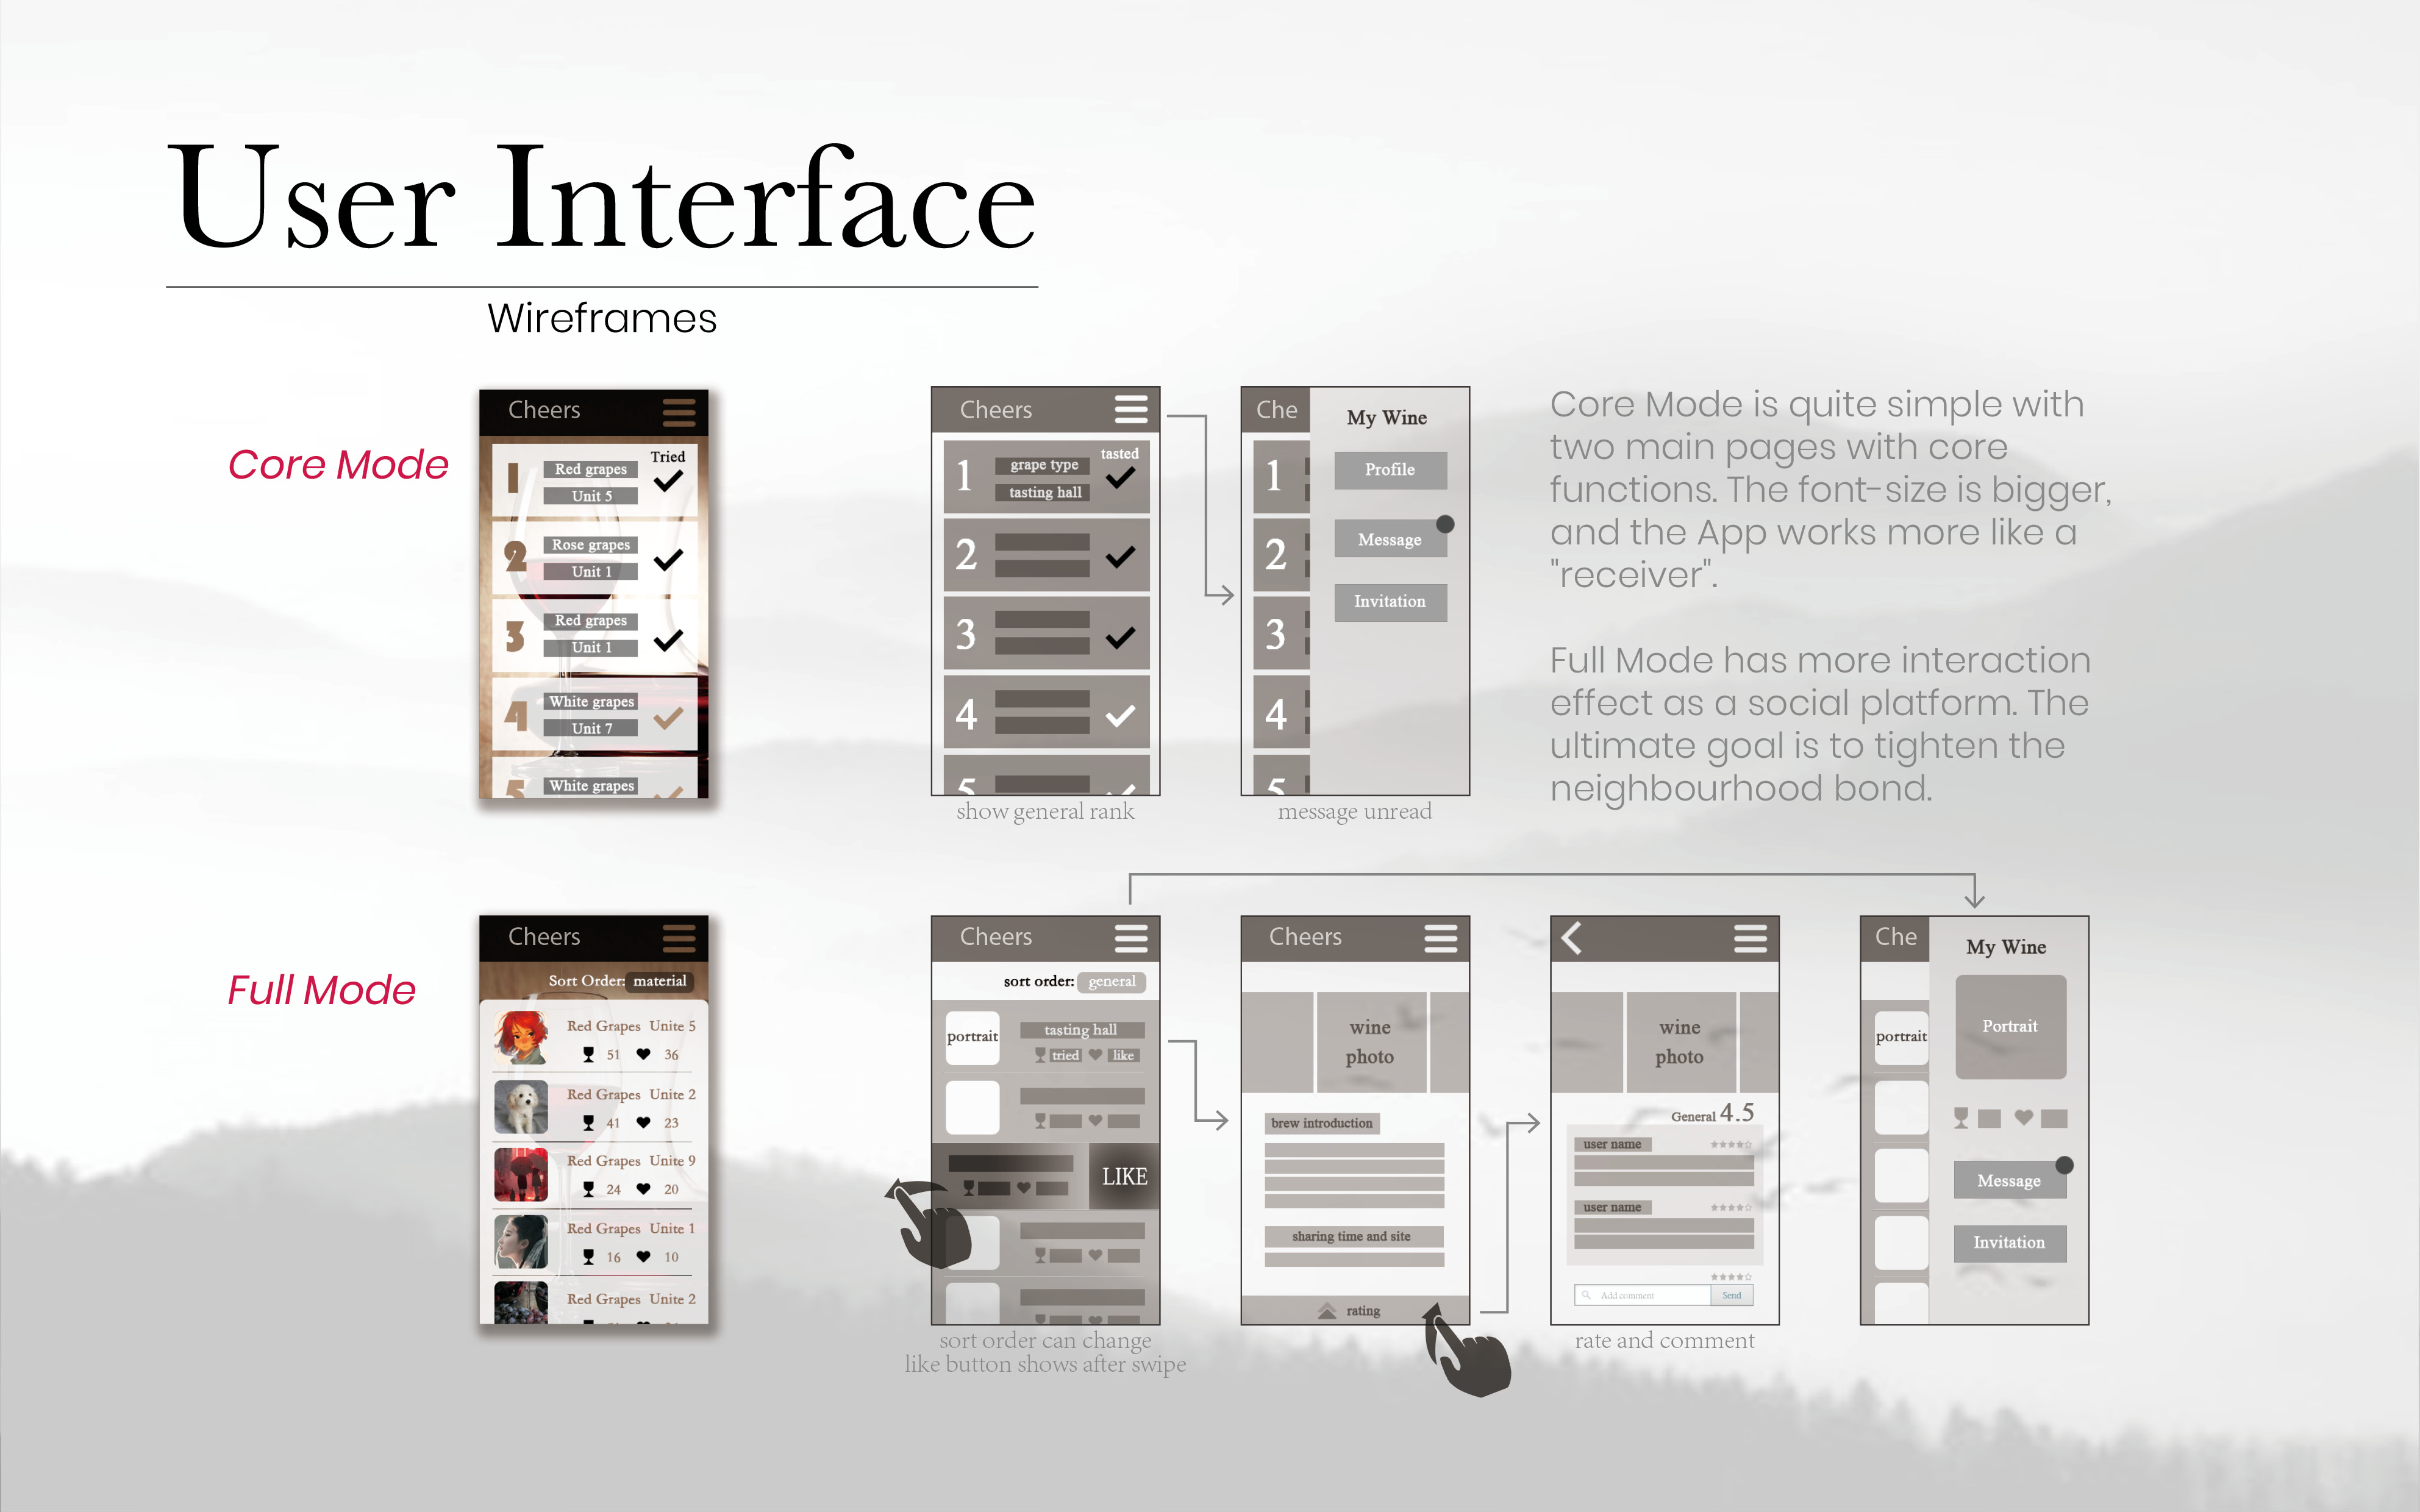 User Interface
Wireframes
Core Mode
Cheers
Tried
1
Red grapes
Unit 5
2
Rose grapes
Unit 1
3
Red grapes
Unit 1
4
White grapes
Unit 7
5
White grapes
Cheers
tasted
1
grape type
tasting hall
2
3
4
5
show general rank
Che
1
2
3
4
5
My Wine
Profile
Message
Invitation
message unread
Core Mode is quite simple with
two main pages with core
functions. The font-size is bigger,
and the App works more like a
"receiver".
Full Mode has more interaction
effect as a social platform. The
ultimate goal is to tighten the
neighbourhood bond.
Full Mode
Cheers
Sort Order: material
Red Grapes Unite 5
51 36
Red Grapes Unite 2
41 23
Red Grapes Unite 9
24 20
Red Grapes Unite 1
16 10
Red Grapes Unite 2
Cheers
sort order: general
portrait
tasting hall
tried like
LIKE
sort order can change
like button shows after swipe
Cheers
wine
photo
brew introduction
sharing time and site
rating
wine
photo
General 4.5
user name
user name
Add comment
Send
rate and comment
Che
portrait
My Wine
Portrait
Message
Invitation